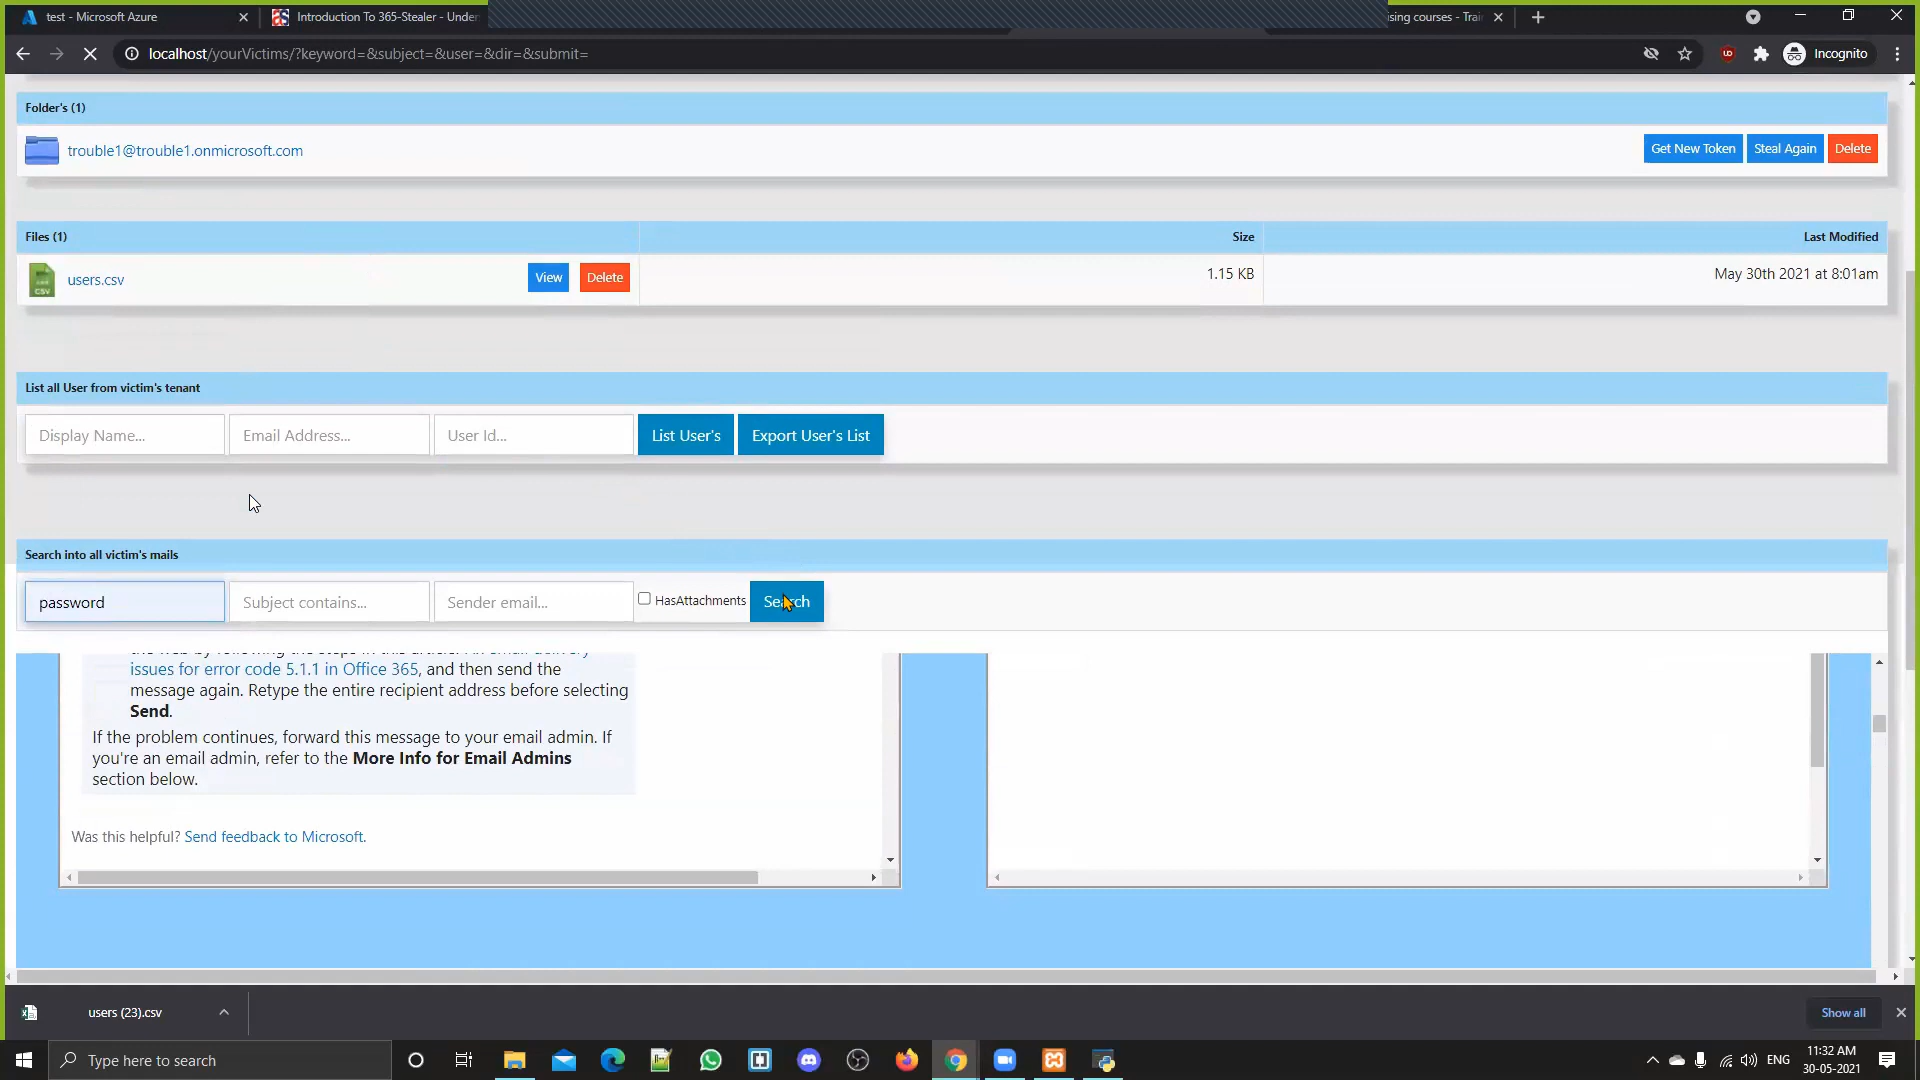 test - Microsoft Azure
Introduction To 365-Stealer - Under
ising courses - Trai
localhost/yourVictims/?keyword=&subject=&user=&dir=&submit=
Incognito
Folder's (1)
trouble1@trouble1.onmicrosoft.com
Get New Token
Steal Again
Delete
Files (1)
Size
Last Modified
users.csv
View
Delete
1.15 KB
May 30th 2021 at 8:01am
List all User from victim's tenant
Display Name...
Email Address...
User Id...
List User's
Export User's List
Search into all victim's mails
password
Subject contains...
Sender email...
HasAttachments
Search
issues for error code 5.1.1 in Office 365, and then send the
message again. Retype the entire recipient address before selecting
Send.
If the problem continues, forward this message to your email admin. If
you're an email admin, refer to the More Info for Email Admins
section below.
Was this helpful? Send feedback to Microsoft.
users (23).csv
Show all
Type here to search
ENG
11:32 AM
30-05-2021